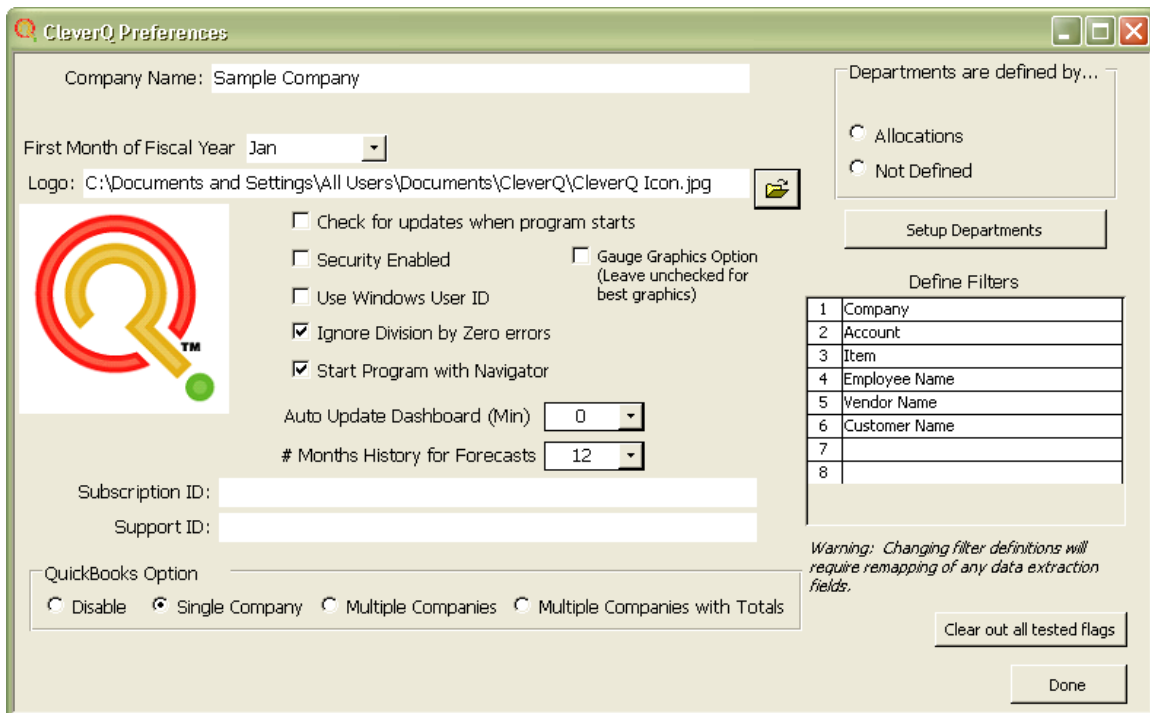 CleverQ Preferences
Company Name: Sample Company
Departments are defined by...
Allocations
Not Defined
First Month of Fiscal Year Jan
Logo: C:\Documents and Settings\All Users\Documents\CleverQ\CleverQ Icon.jpg
Setup Departments
TM
Check for updates when program starts
Security Enabled
Use Windows User ID
Ignore Division by Zero errors
Start Program with Navigator
Gauge Graphics Option
(Leave unchecked for
best graphics)
Auto Update Dashboard (Min) 0
# Months History for Forecasts 12
Define Filters
1 Company
2 Account
3 Item
4 Employee Name
5 Vendor Name
6 Customer Name
7
8
Subscription ID:
Support ID:
Warning: Changing filter definitions will
require remapping of any data extraction
fields.
QuickBooks Option
Disable Single Company Multiple Companies Multiple Companies with Totals
Clear out all tested flags
Done